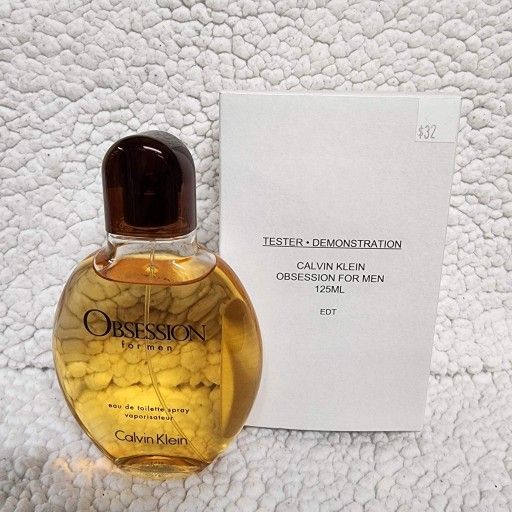 OBSESSION
for men
eau de toilette spray
vaporisateur
Calvin Klein
$32
TESTER • DEMONSTRATION
CALVIN KLEIN
OBSESSION FOR MEN
125ML
EDT